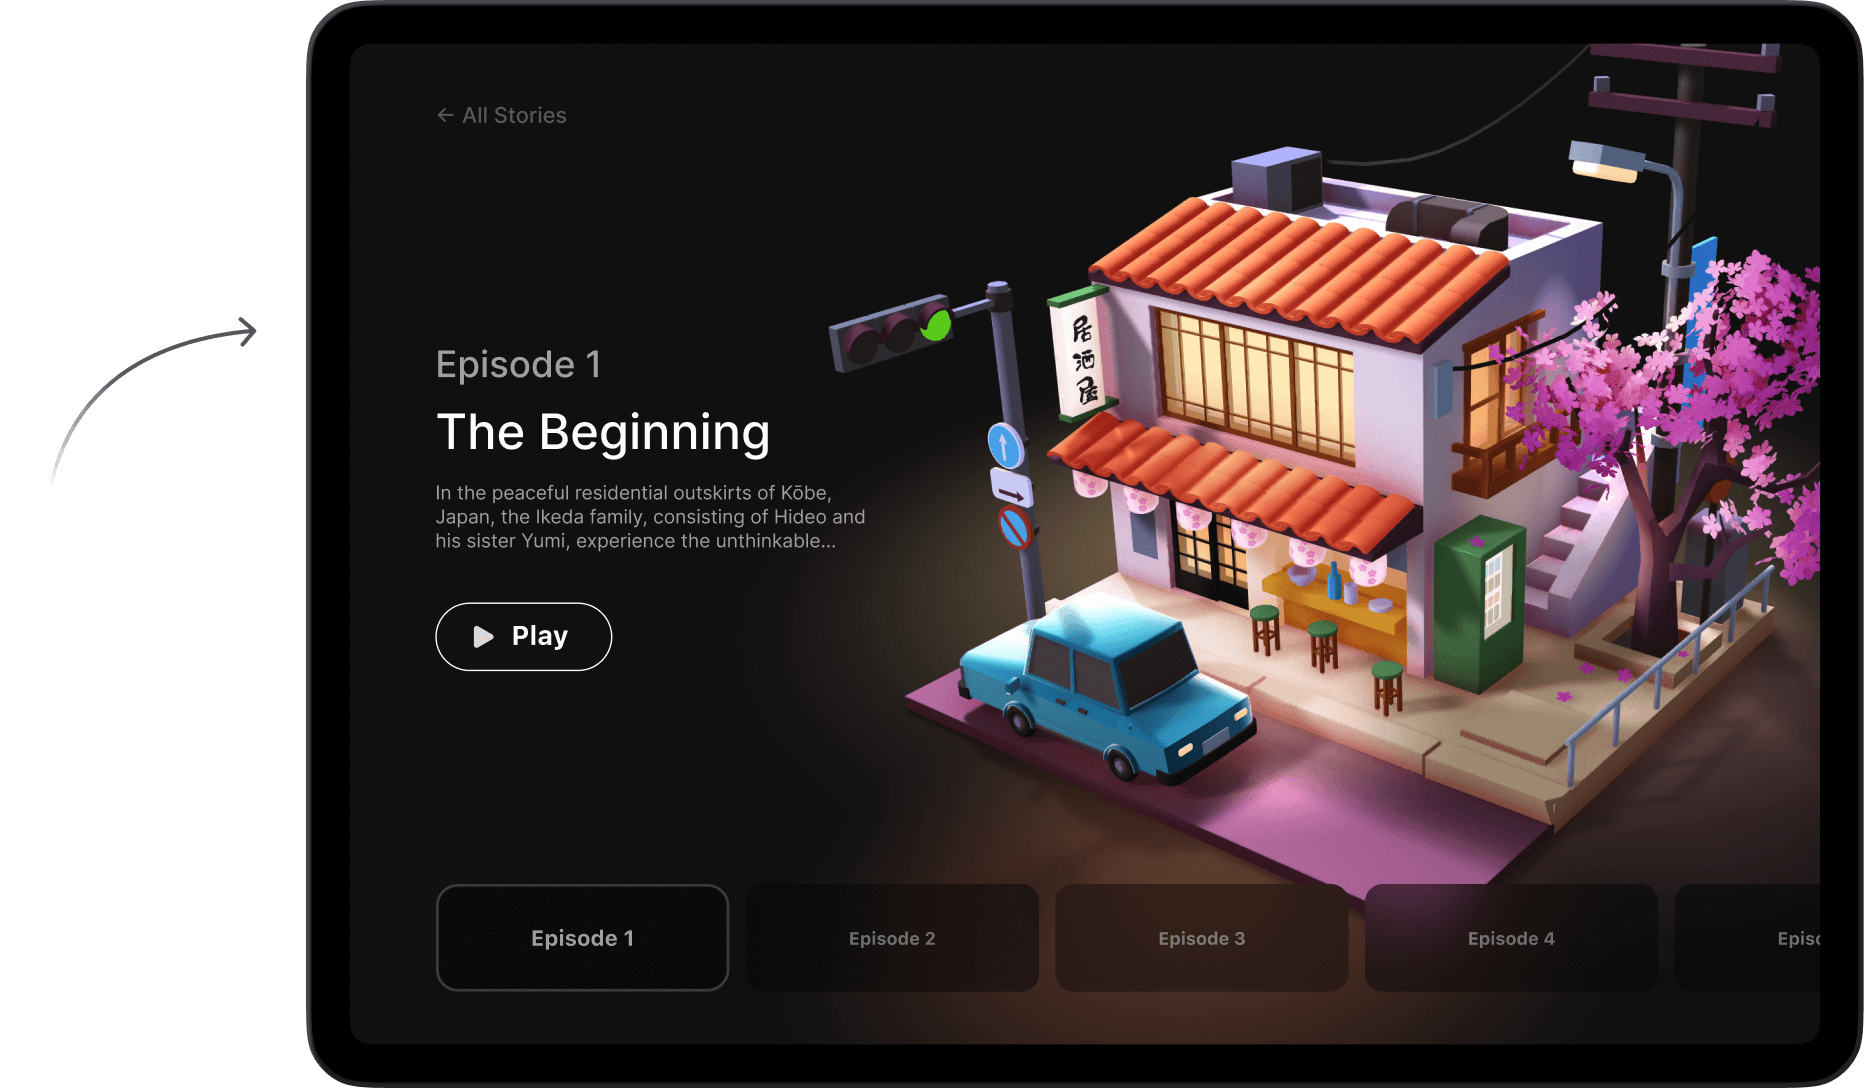 ← All Stories
居
酒
屋
Episode 1
The Beginning
In the peaceful residential outskirts of Kōbe,
Japan, the Ikeda family, consisting of Hideo and
his sister Yumi, experience the unthinkable...
Play
Episode 1
Episode 2
Episode 3
Episode 4
Episo